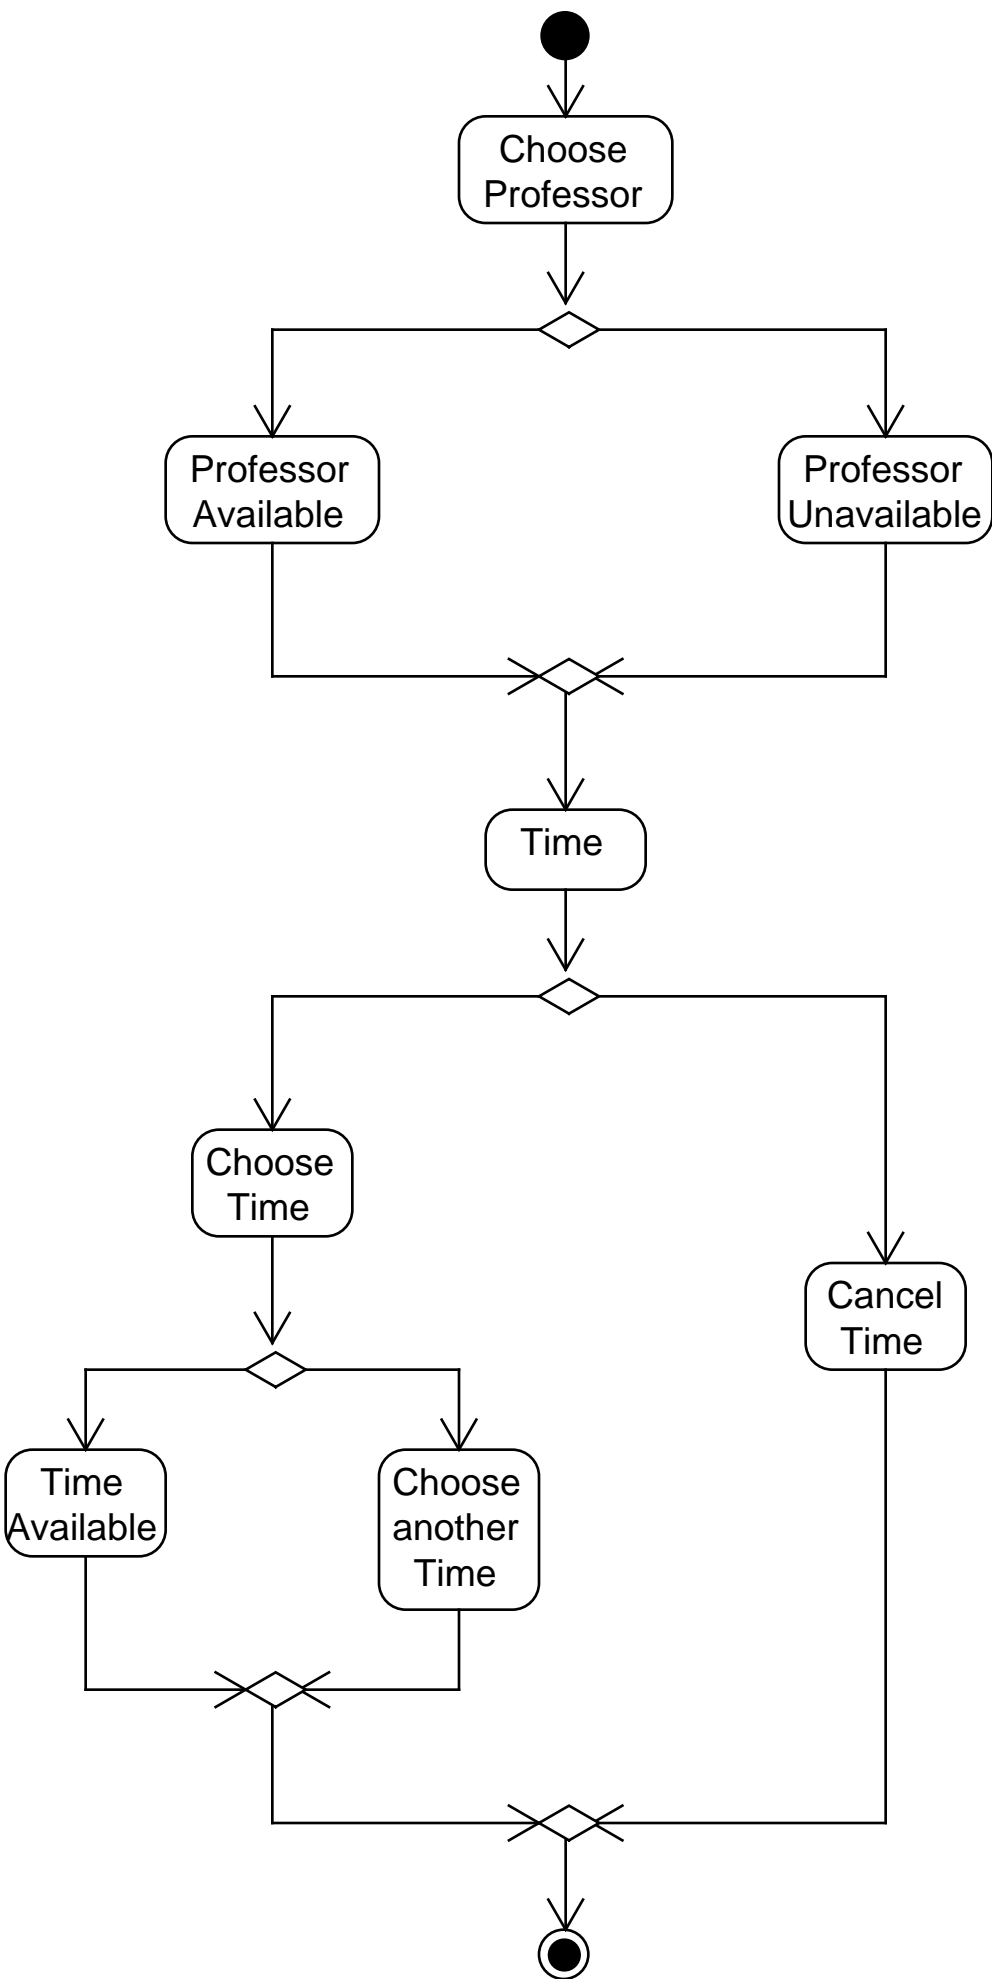 Choose
Professor
Professor
Available
Professor
Unavailable
Time
Choose
Time
Cancel
Time
Time
Available
Choose
another
Time